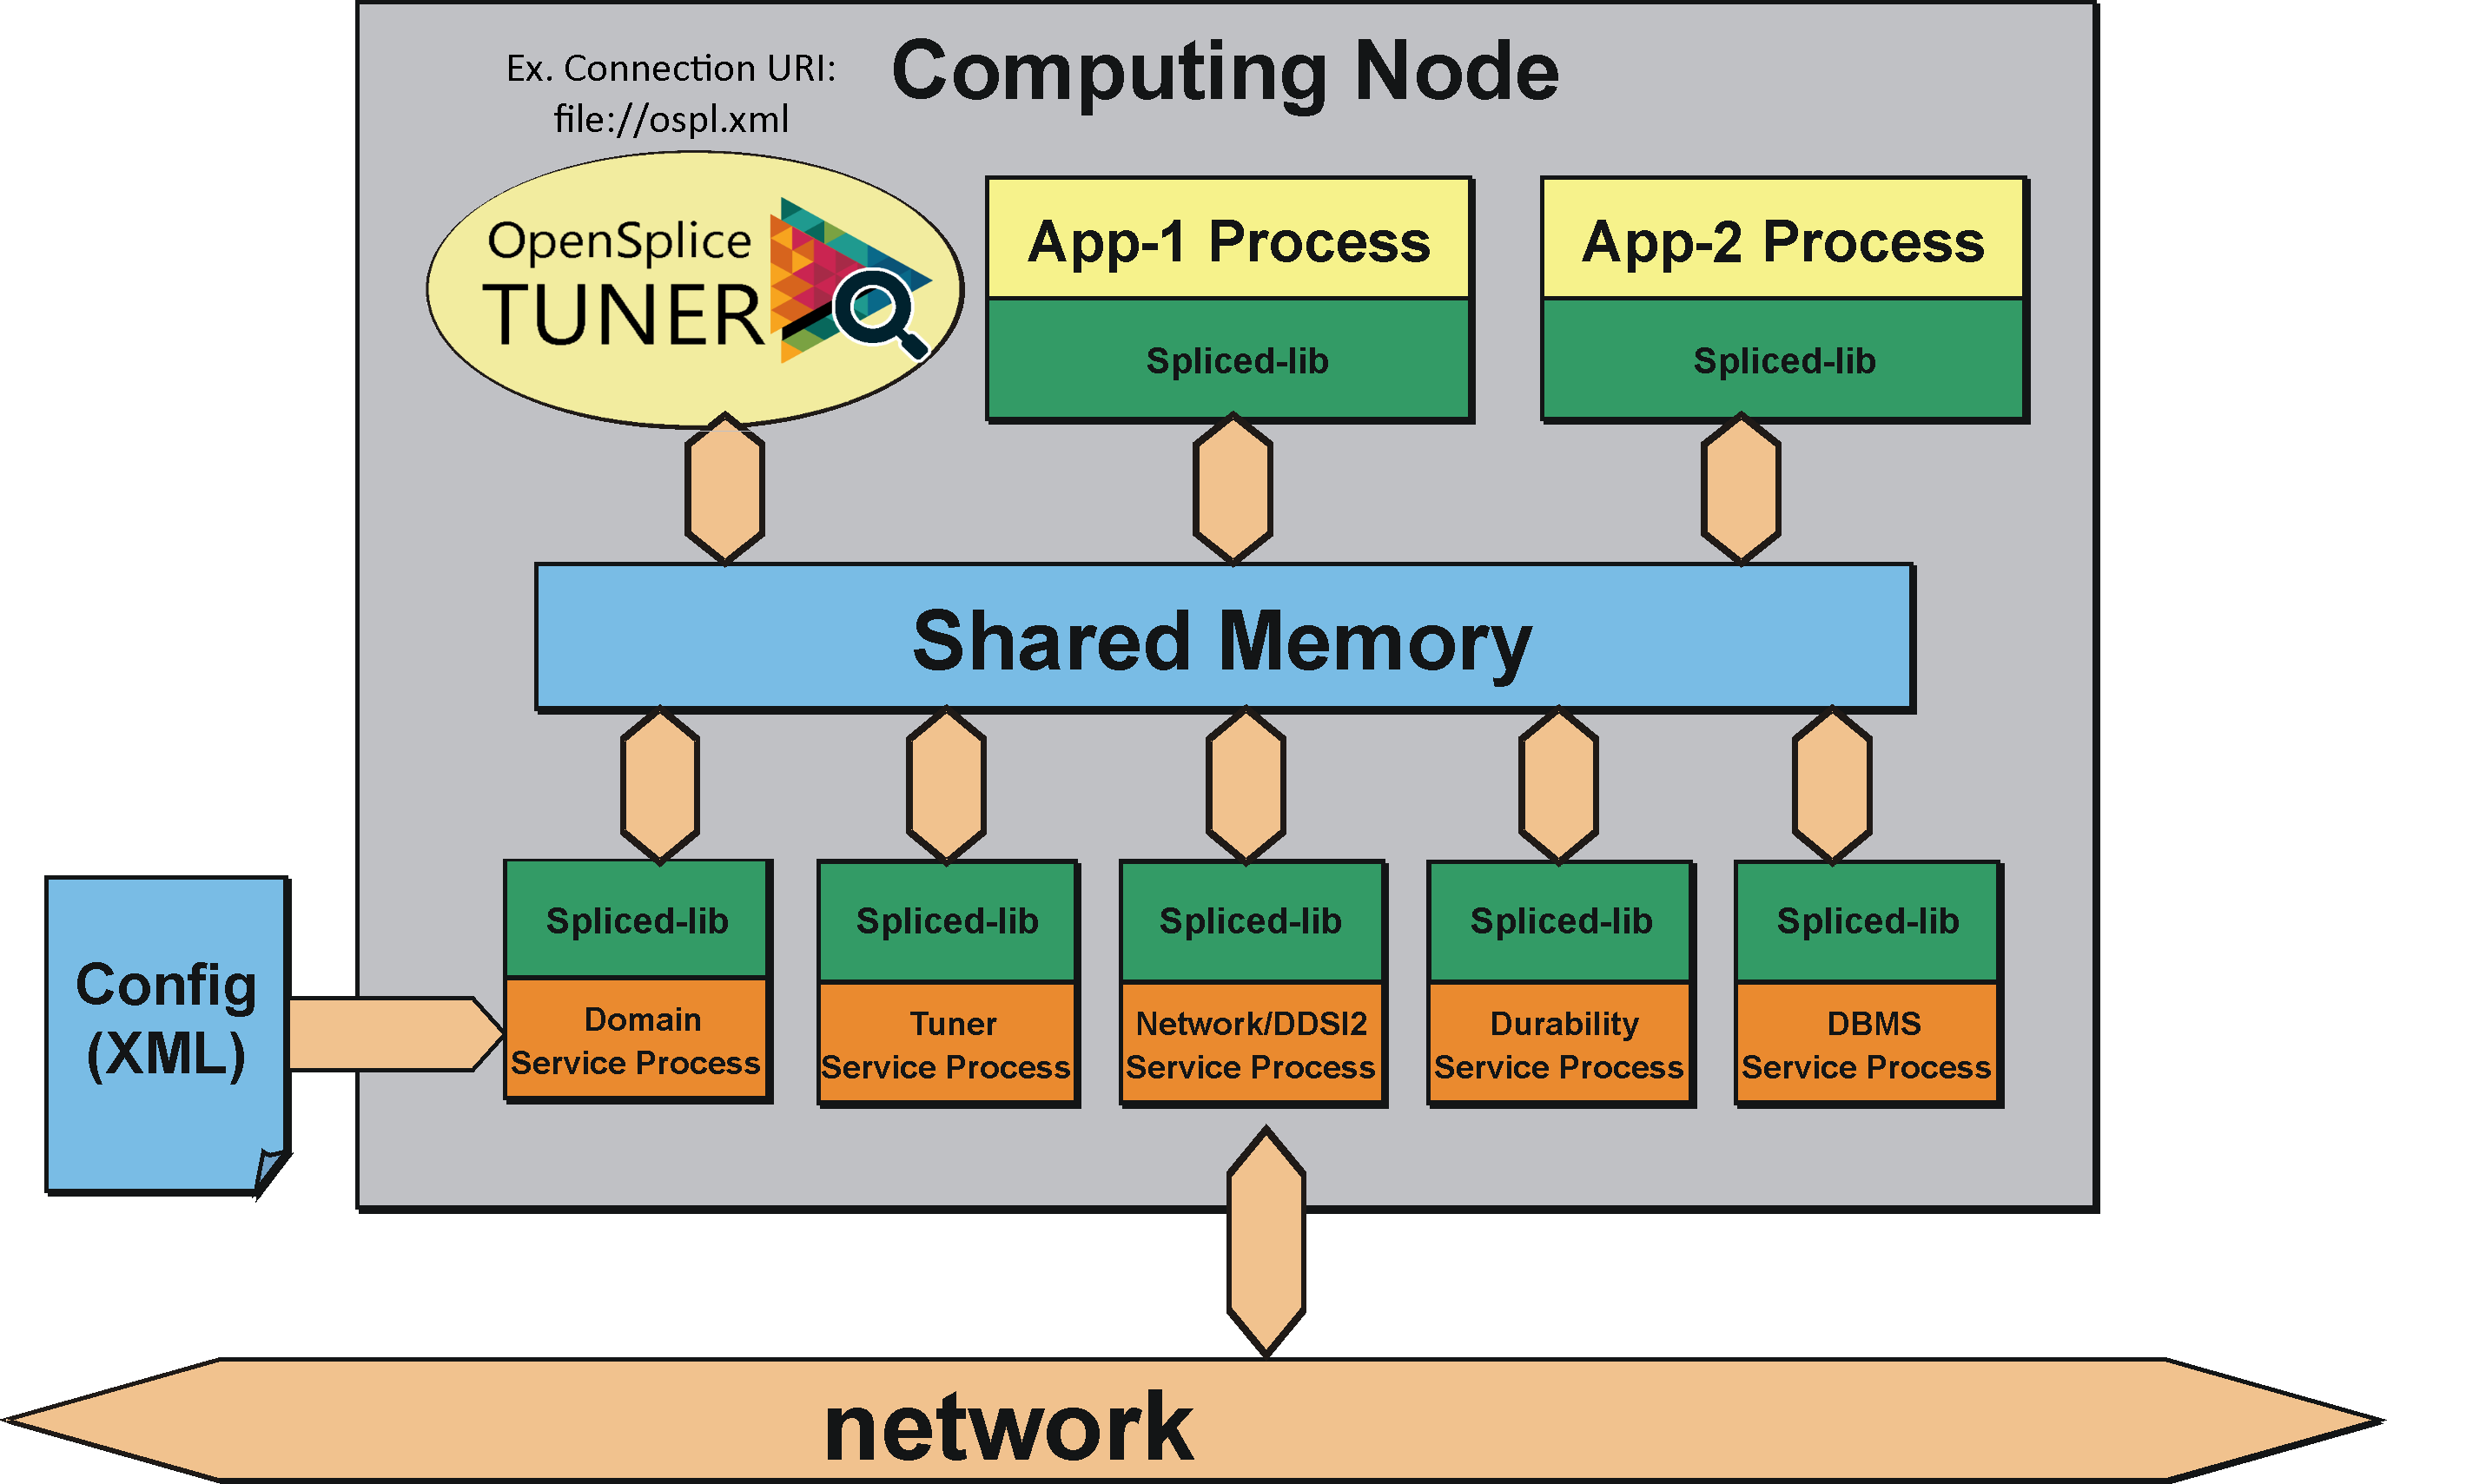 Computing Node
Ex. Connection URI:
file://ospl.xml
OpenSplice
TUNER
App-1 Process
Spliced-lib
App-2 Process
Spliced-lib
Shared Memory
Config
(XML)
Spliced-lib
Domain
Service Process
Spliced-lib
Tuner
Service Process
Spliced-lib
Network/DDSI2
Service Process
Spliced-lib
Durability
Service Process
Spliced-lib
DBMS
Service Process
network